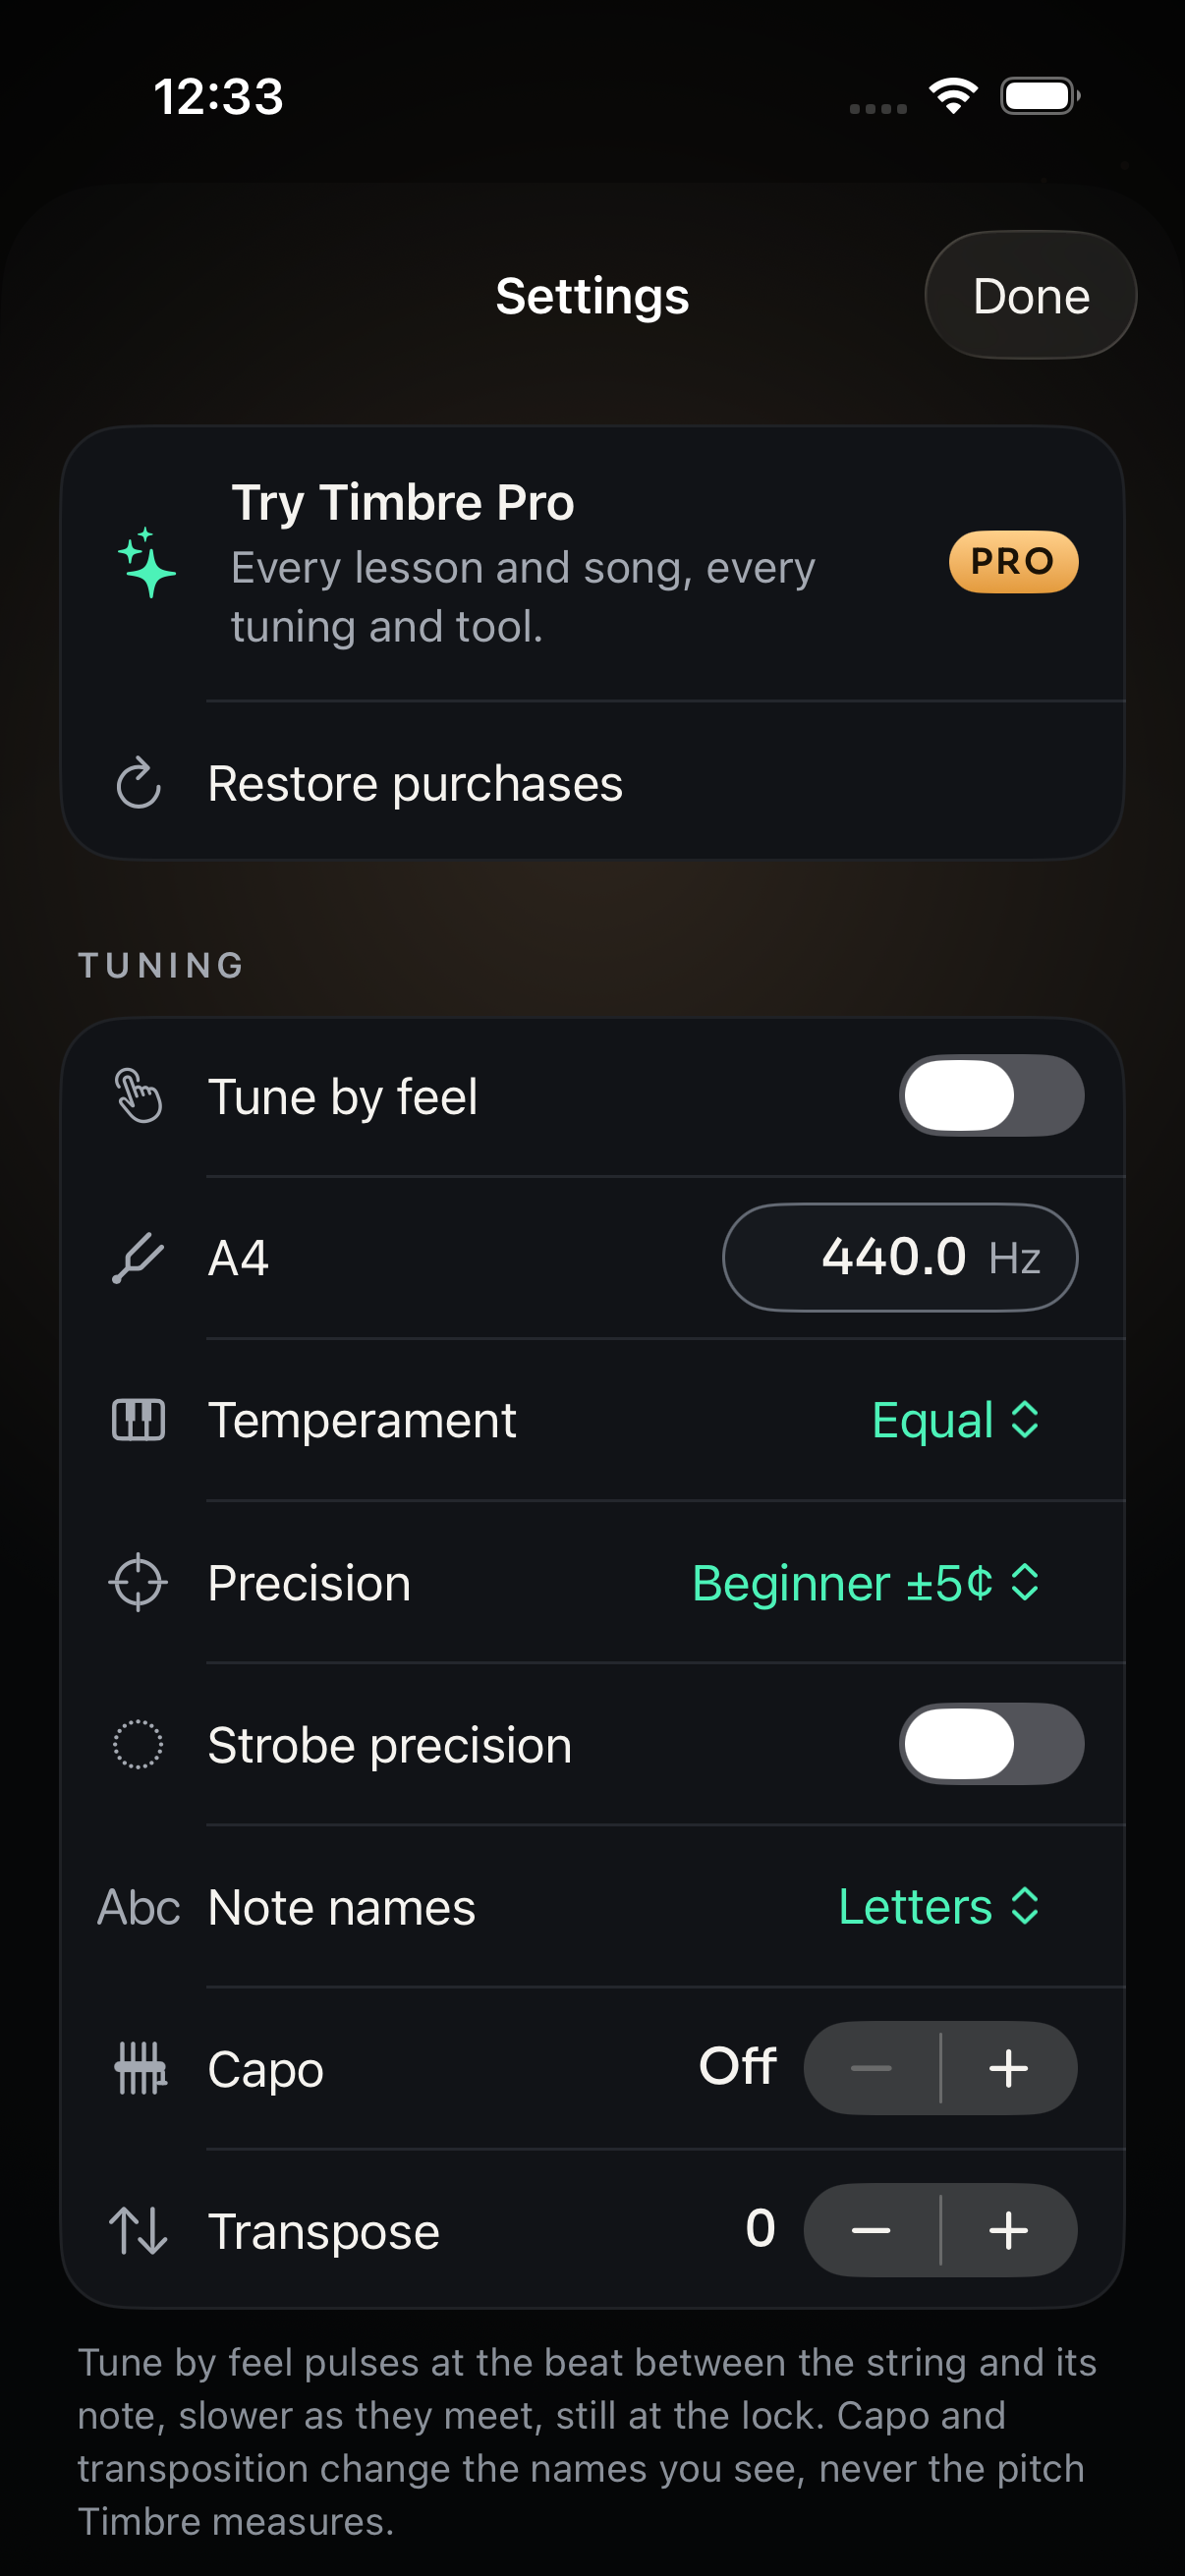 12:33
Settings
Done
Try Timbre Pro
Every lesson and song, every
tuning and tool.
PRO
Restore purchases
TUNING
Tune by feel
A4 440.0 Hz
Temperament Equal
Precision Beginner ±5¢
Strobe precision
Abc Note names Letters
Capo Off − +
Transpose 0 − +
Tune by feel pulses at the beat between the string and its
note, slower as they meet, still at the lock. Capo and
transposition change the names you see, never the pitch
Timbre measures.